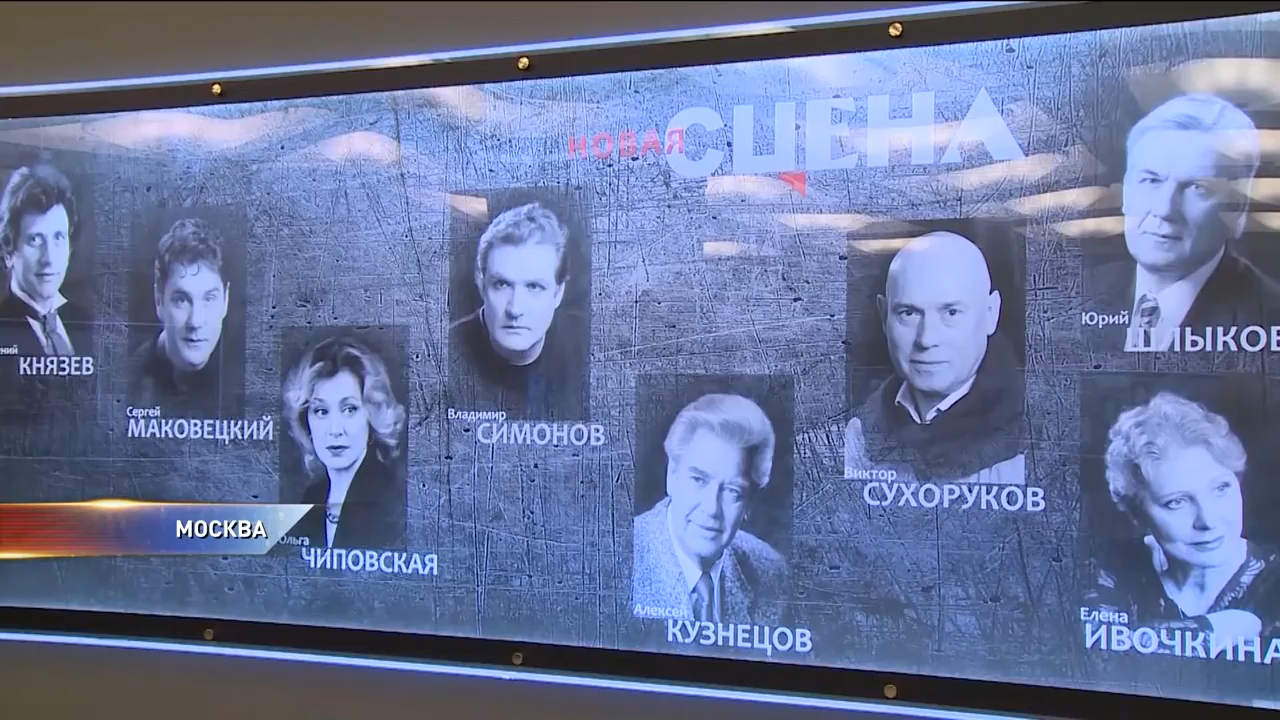 НОВАЯ СЦЕНА
КНЯЗЕВ
Сергей
МАКОВЕЦКИЙ
Ольга
ЧИПОВСКАЯ
Владимир
СИМОНОВ
Алексей
КУЗНЕЦОВ
Виктор
СУХОРУКОВ
Юрий
ШЛЫКОВ
Елена
ИВОЧКИНА
МОСКВА